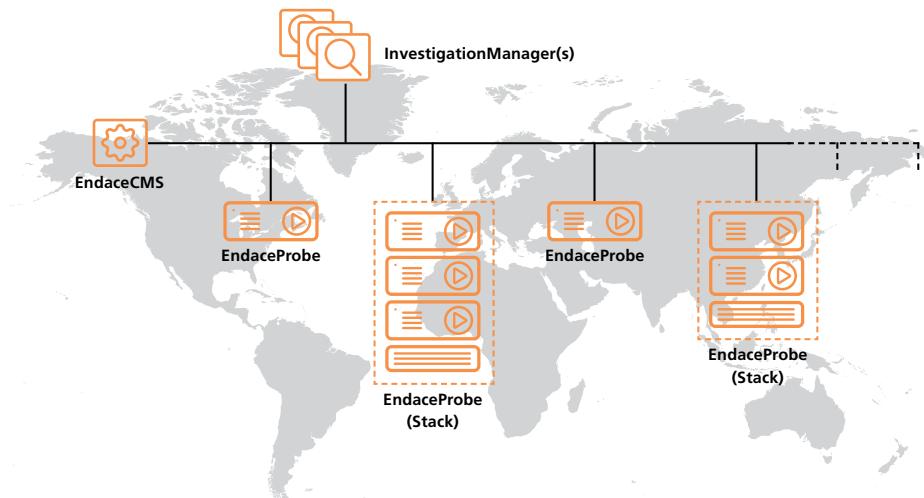 InvestigationManager(s)
EndaceCMS
EndaceProbe
EndaceProbe
(Stack)
EndaceProbe
EndaceProbe
(Stack)